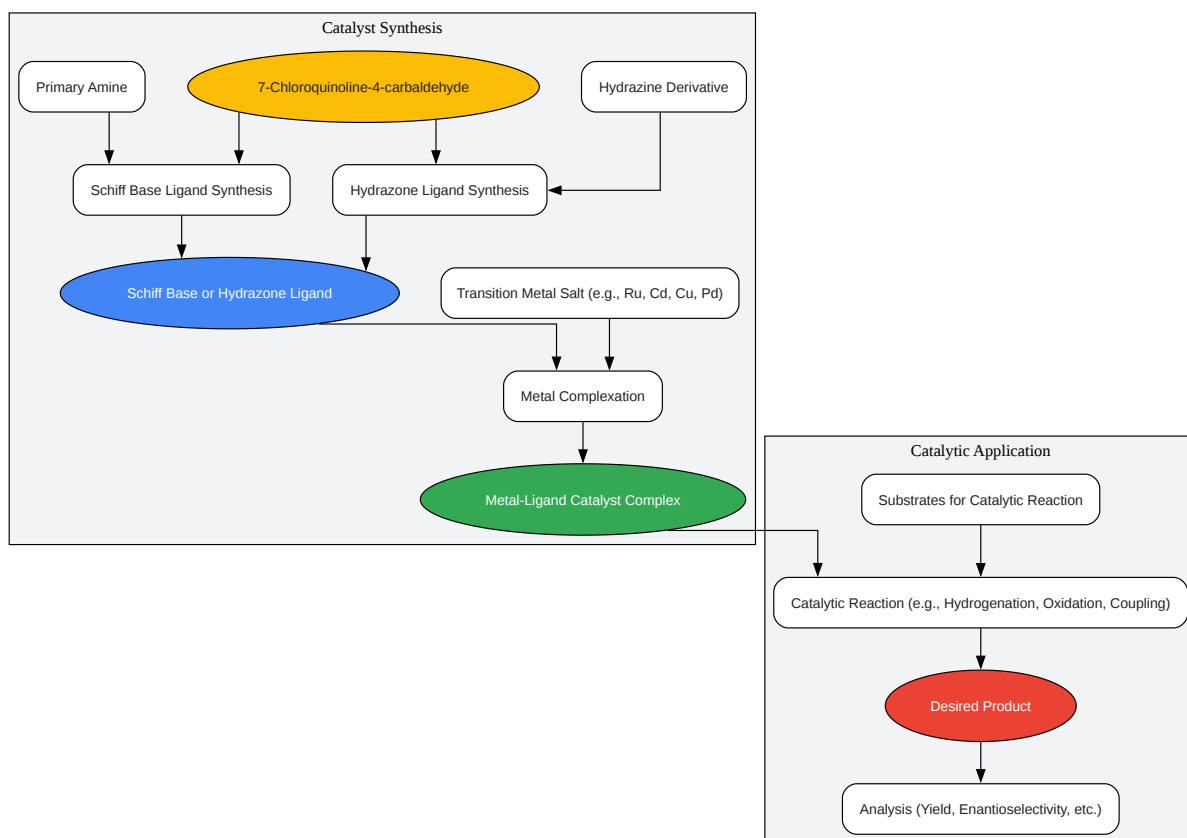 Catalyst Synthesis
Primary Amine
7-Chloroquinoline-4-carbaldehyde
Hydrazine Derivative
Schiff Base Ligand Synthesis
Hydrazone Ligand Synthesis
Schiff Base or Hydrazone Ligand
Transition Metal Salt (e.g., Ru, Cd, Cu, Pd)
Metal Complexation
Metal-Ligand Catalyst Complex
Catalytic Application
Substrates for Catalytic Reaction
Catalytic Reaction (e.g., Hydrogenation, Oxidation, Coupling)
Desired Product
Analysis (Yield, Enantioselectivity, etc.)